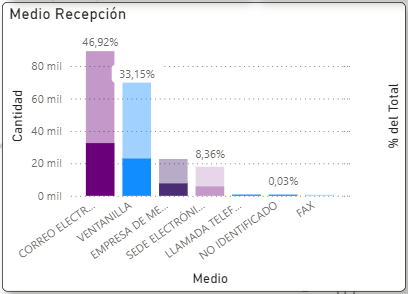 Medio Recepción
46,92%
33,15%
8,36%
0,03%
80 mil
60 mil
40 mil
20 mil
0 mil
Cantidad
% del Total
CORREO ELECTR...
VENTANILLA
EMPRESA DE ME...
SEDE ELECTRÓNI...
LLAMADA TELEF...
NO IDENTIFICADO
FAX
Medio